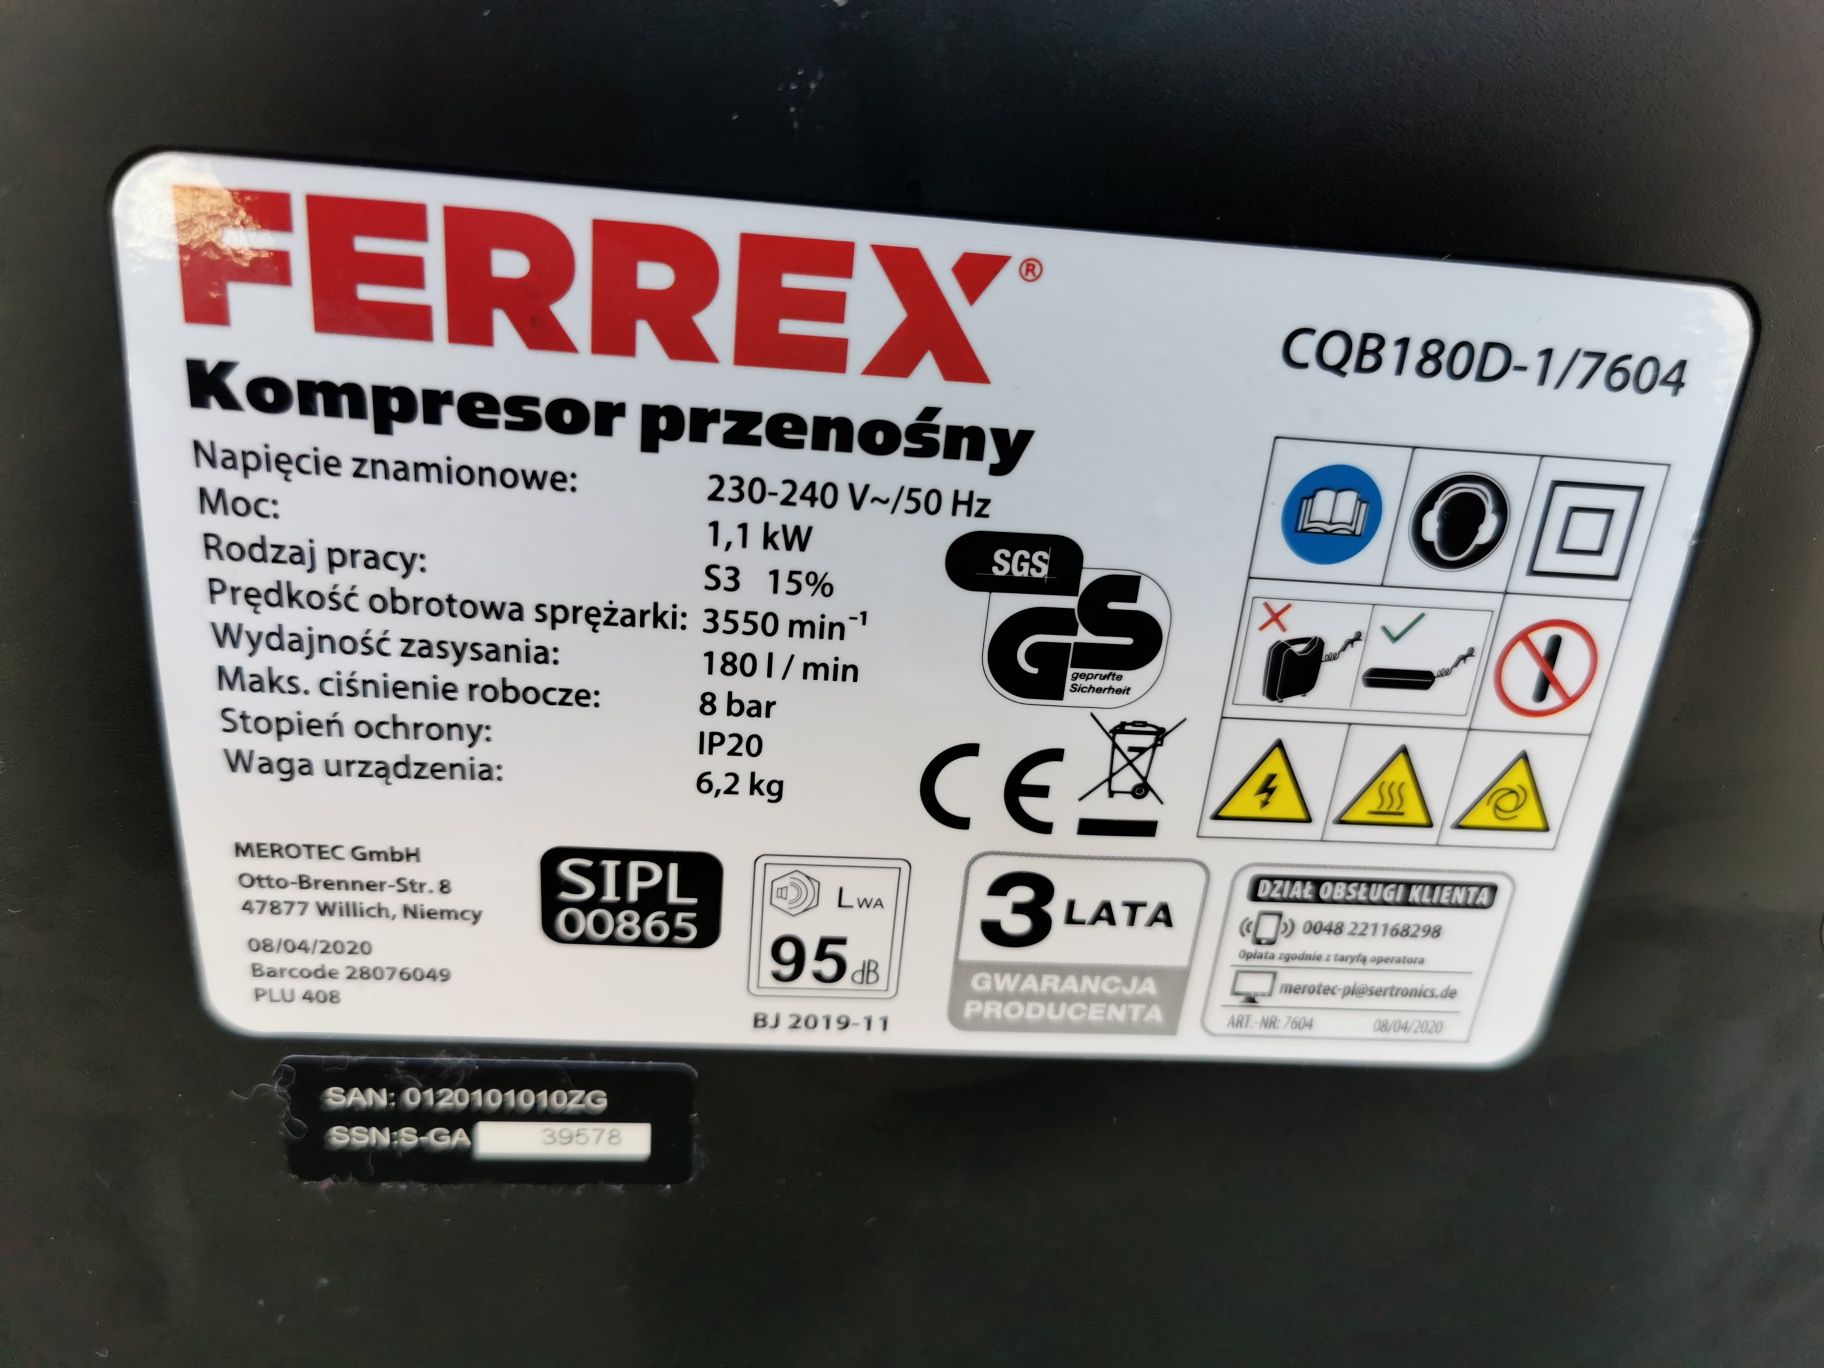 FERREX®
CQB180D-1/7604
Kompresor przenośny
Napięcie znamionowe: 230-240 V~/50 Hz
Moc: 1,1 kW
Rodzaj pracy: S3 15%
Prędkość obrotowa sprężarki: 3550 min⁻¹
Wydajność zasysania: 180 l / min
Maks. ciśnienie robocze: 8 bar
Stopień ochrony: IP20
Waga urządzenia: 6,2 kg
SGS
GS
geprufte
Sicherheit
CE
MEROTEC GmbH
Otto-Brenner-Str. 8
47877 Willich, Niemcy
08/04/2020
Barcode 28076049
PLU 408
SIPL
00865
LWA
95 dB
BJ 2019-11
3 LATA
GWARANCJA
PRODUCENTA
DZIAŁ OBSŁUGI KLIENTA
0048 221168298
Opłata zgodnie z taryfą operatora
merotec-pl@sertronics.de
ART.-NR: 7604 08/04/2020
SAN: 0120101010ZG
SSN:S-GA 39578